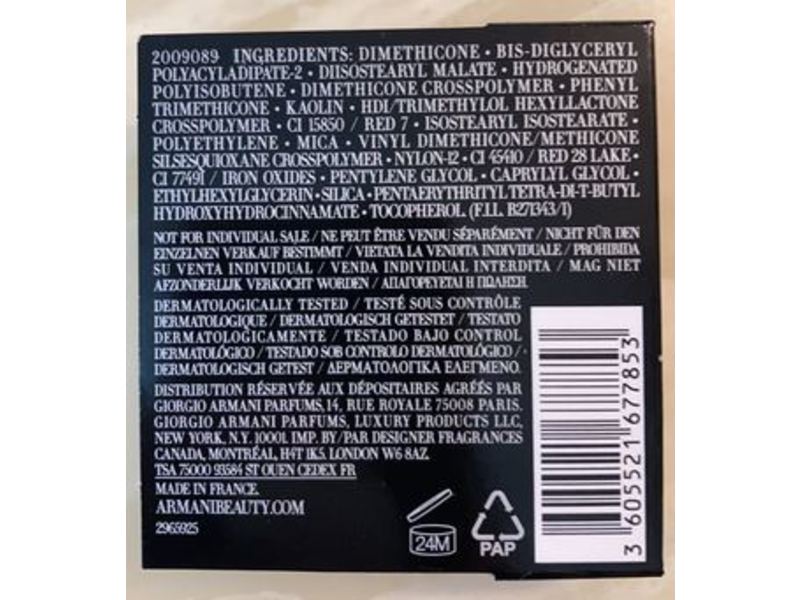 2009089 INGREDIENTS: DIMETHICONE • BIS-DIGLYCERYL
POLYACYLADIPATE-2 • DIISOSTEARYL MALATE • HYDROGENATED
POLYISOBUTENE • DIMETHICONE CROSSPOLYMER • PHENYL
TRIMETHICONE • KAOLIN • HDI/TRIMETHYLOL HEXYLLACTONE
CROSSPOLYMER • CI 15850 / RED 7 • ISOSTEARYL ISOSTEARATE •
POLYETHYLENE • MICA • VINYL DIMETHICONE/METHICONE
SILSESQUIOXANE CROSSPOLYMER • NYLON-12 • CI 45410 / RED 28 LAKE •
CI 77491 / IRON OXIDES • PENTYLENE GLYCOL • CAPRYLYL GLYCOL •
ETHYLHEXYLGLYCERIN • SILICA • PENTAERYTHRITYL TETRA-DI-T-BUTYL
HYDROXYHYDROCINNAMATE • TOCOPHEROL. (F.I.L. B271343/1)
NOT FOR INDIVIDUAL SALE / NE PEUT ÊTRE VENDU SÉPARÉMENT / NICHT FÜR DEN
EINZELNEN VERKAUF BESTIMMT / VIETATA LA VENDITA INDIVIDUALE / PROHIBIDA
SU VENTA INDIVIDUAL / VENDA INDIVIDUAL INTERDITA / MAG NIET
AFZONDERLIJK VERKOCHT WORDEN / ΑΠΑΓΟΡΕΥΕΤΑΙ Η ΠΩΛΗΣΗ.
DERMATOLOGICALLY TESTED / TESTÉ SOUS CONTRÔLE
DERMATOLOGIQUE / DERMATOLOGISCH GETESTET / TESTATO
DERMATOLOGICAMENTE / TESTADO BAJO CONTROL
DERMATOLÓGICO / TESTADO SOB CONTROLO DERMATOLÓGICO /
DERMATOLOGISCH GETEST / ΔΕΡΜΑΤΟΛΟΓΙΚΑ ΕΛΕΓΜΕΝΟ.
DISTRIBUTION RÉSERVÉE AUX DÉPOSITAIRES AGRÉÉS PAR
GIORGIO ARMANI PARFUMS, 14, RUE ROYALE 75008 PARIS.
GIORGIO ARMANI PARFUMS, LUXURY PRODUCTS LLC,
NEW YORK, N.Y. 10001. IMP. BY/PAR DESIGNER FRAGRANCES
CANADA, MONTRÉAL, H4T 1K5. LONDON W6 8AZ.
TSA 75000 93584 ST OUEN CEDEX FR
MADE IN FRANCE.
ARMANIBEAUTY.COM
2965925
24M
PAP
3 605521 677853